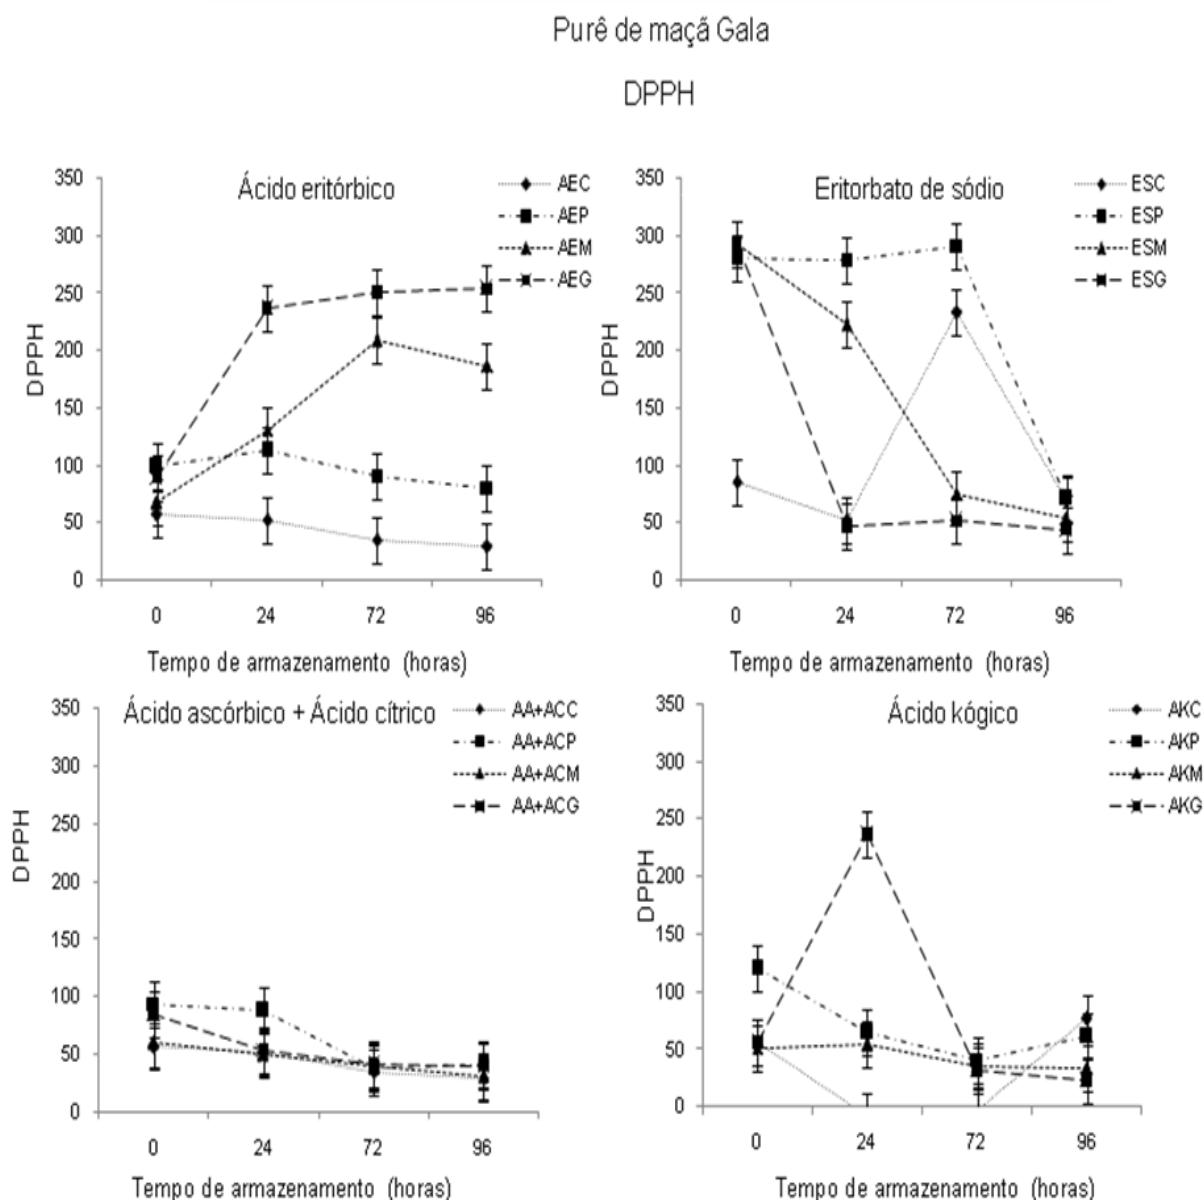 Purê de maçã Gala
DPPH
Ácido eritórbico
AEC
AEP
AEM
AEG
350
300
250
200
150
100
50
0
DPPH
0 24 72 96
Tempo de armazenamento (horas)
Eritorbato de sódio
ESC
ESP
ESM
ESG
350
300
250
200
150
100
50
0
DPPH
0 24 72 96
Tempo de armazenamento (horas)
Ácido ascórbico + Ácido cítrico
AA+ACC
AA+ACP
AA+ACM
AA+ACG
350
300
250
200
150
100
50
0
DPPH
0 24 72 96
Tempo de armazenamento (horas)
Ácido kógico
AKC
AKP
AKM
AKG
350
300
250
200
150
100
50
0
DPPH
0 24 72 96
Tempo de armazenamento (horas)